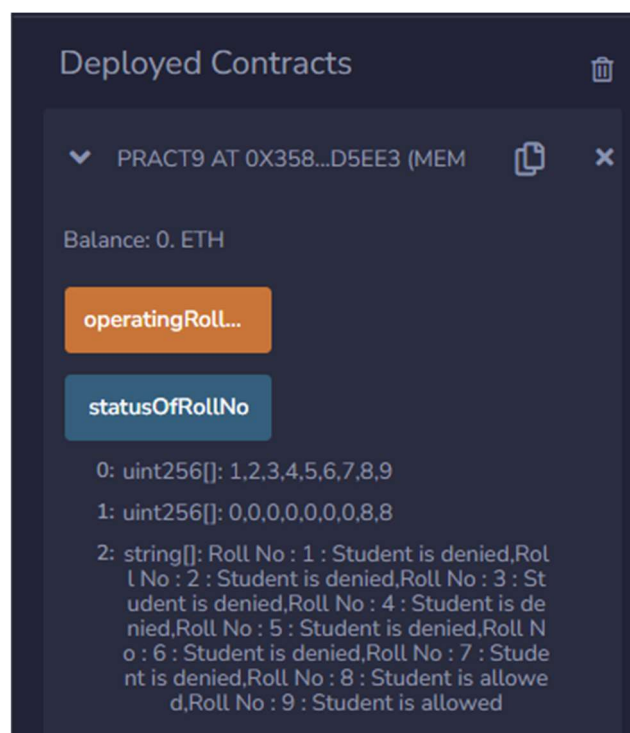 Deployed Contracts
PRACT9 AT 0X358...D5EE3 (MEM
Balance: 0. ETH
operatingRoll...
statusOfRollNo
0: uint256[]: 1,2,3,4,5,6,7,8,9
1: uint256[]: 0,0,0,0,0,0,0,8,8
2: string[]: Roll No : 1 : Student is denied,Rol
l No : 2 : Student is denied,Roll No : 3 : St
udent is denied,Roll No : 4 : Student is de
nied,Roll No : 5 : Student is denied,Roll N
o : 6 : Student is denied,Roll No : 7 : Stude
nt is denied,Roll No : 8 : Student is allowe
d,Roll No : 9 : Student is allowed